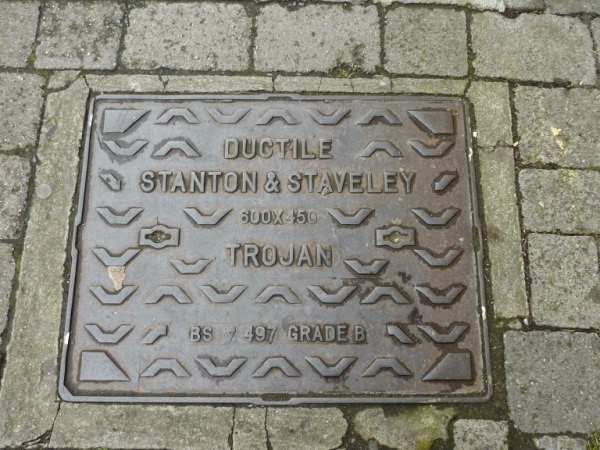 DUCTILE
STANTON & STAVELEY
600X450
TROJAN
BS 497 GRADE B